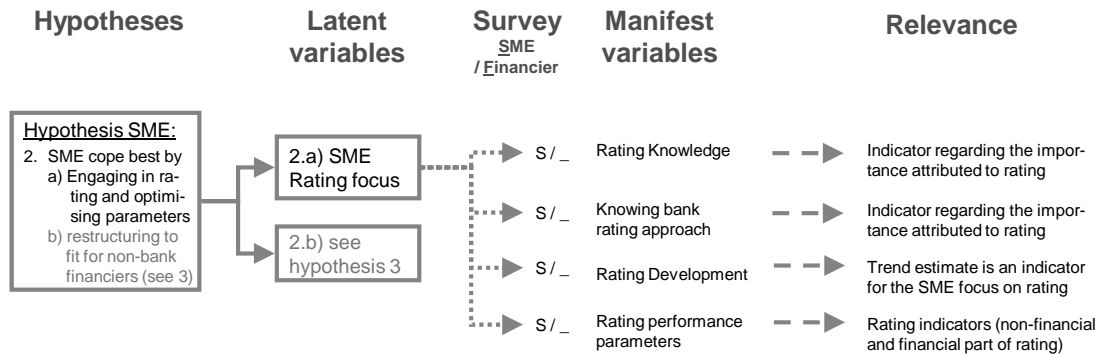 Hypotheses
Latent
variables
Survey
SME
/ Financier
Manifest
variables
Relevance
Hypothesis SME:
2. SME cope best by
a) Engaging in ra-
ting and optimi-
sing parameters
b) restructuring to
fit for non-bank
financiers (see 3)
2.a) SME
Rating focus
2.b) see
hypothesis 3
S / _
Rating Knowledge
Indicator regarding the impor-
tance attributed to rating
S / _
Knowing bank
rating approach
Indicator regarding the impor-
tance attributed to rating
S / _
Rating Development
Trend estimate is an indicator
for the SME focus on rating
S / _
Rating performance
parameters
Rating indicators (non-financial
and financial part of rating)